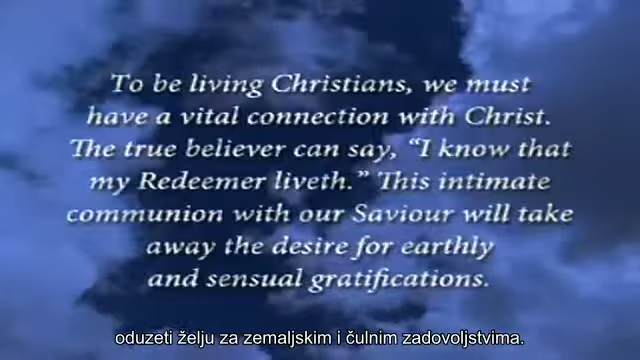 To be living Christians, we must
have a vital connection with Christ.
The true believer can say, “I know that
my Redeemer liveth.” This intimate
communion with our Saviour will take
away the desire for earthly
and sensual gratifications.
oduzeti želju za zemaljskim i čulnim zadovoljstvima.